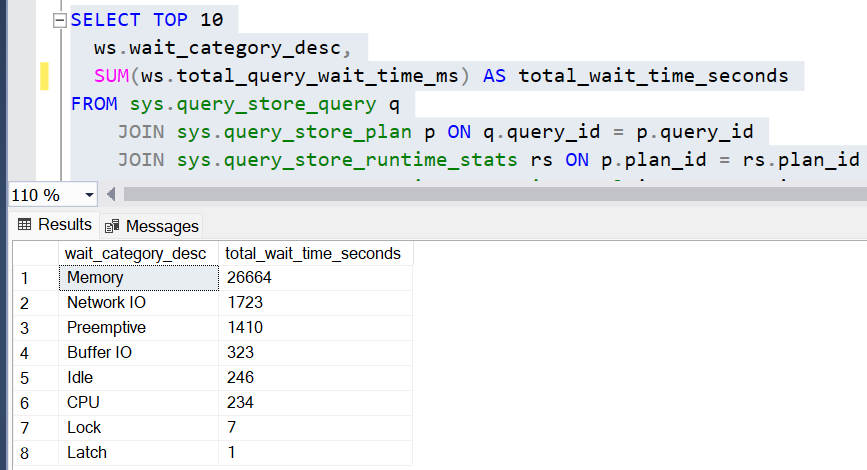 SELECT TOP 10
ws.wait_category_desc,
SUM(ws.total_query_wait_time_ms) AS total_wait_time_seconds
FROM sys.query_store_query q
JOIN sys.query_store_plan p ON q.query_id = p.query_id
JOIN sys.query_store_runtime_stats rs ON p.plan_id = rs.plan_id
110 %
Results Messages
wait_category_desc total_wait_time_seconds
1 Memory 26664
2 Network IO 1723
3 Preemptive 1410
4 Buffer IO 323
5 Idle 246
6 CPU 234
7 Lock 7
8 Latch 1